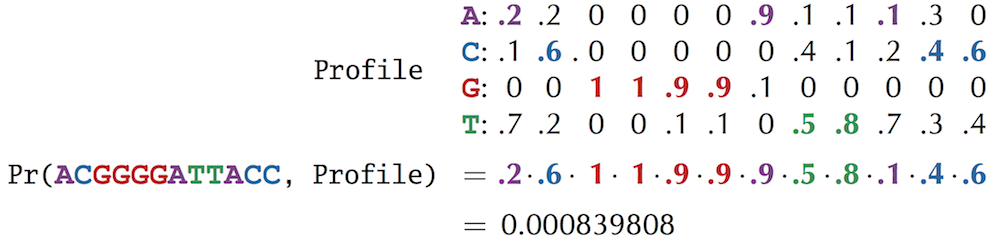 A: .2 .2 0 0 0 0 .9 .1 .1 .1 .3 0
Profile C: .1 .6 . 0 0 0 0 0 .4 .1 .2 .4 .6
G: 0 0 1 1 .9 .9 .1 0 0 0 0 0
T: .7 .2 0 0 .1 .1 0 .5 .8 .7 .3 .4
Pr(ACGGGGATTACC, Profile) = .2·.6· 1 · 1·.9·.9·.9·.5·.8·.1·.4·.6
= 0.000839808